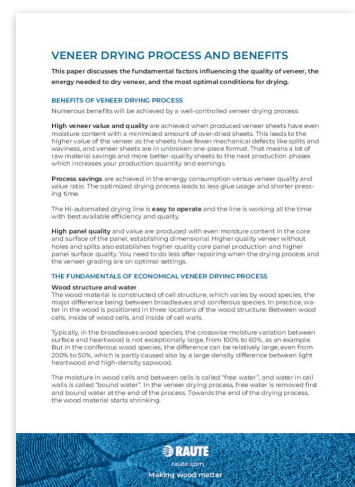 VENEER DRYING PROCESS AND BENEFITS
This paper discusses the fundamental factors influencing the quality of veneer, the
energy needed to dry veneer, and the most optimal conditions for drying.
BENEFITS OF VENEER DRYING PROCESS
Numerous benefits will be achieved by a well-controlled veneer drying process:
High veneer value and quality are achieved when produced veneer sheets have even
moisture content with a minimized amount of over-dried sheets. This leads to the
higher value of the veneer as the sheets have fewer mechanical defects like splits and
waviness, and veneer sheets are in unbroken one-piece format. That means a lot of
raw material savings and more better-quality sheets to the next production phases
which increases your production quantity and earnings.
Process savings are achieved in the energy consumption versus veneer quality and
value ratio. The optimized drying process leads to less glue usage and shorter press-
ing time.
The Hi-automated drying line is easy to operate and the line is working all the time
with best available efficiency and quality.
High panel quality and value are produced with even moisture content in the core
and surface of the panel, establishing dimensional. Higher quality veneer without
holes and splits also establishes higher quality core panel production and higher
panel surface quality. You need to do less after repairing when the drying process and
the veneer grading are on optimal settings.
THE FUNDAMENTALS OF ECONOMICAL VENEER DRYING PROCESS
Wood structure and water
The wood material is constructed of cell structure, which varies by wood species, the
major difference being between broadleaves and coniferous species. In practice, wa-
ter in the wood is positioned in three locations of the wood structure: Between wood
cells, inside of wood cells, and inside of cell walls.
Typically, in the broadleaves wood species, the crosswise moisture variation between
surface and heartwood is not exceptionally large, from 100% to 60%, as an example.
But in the coniferous wood species, the difference can be relatively large, even from
200% to 50%, which is partly caused also by a large density difference between light
heartwood and high-density sapwood.
The moisture in wood cells and between cells is called "free water", and water in cell
walls is called "bound water". In the veneer drying process, free water is removed first
and bound water at the end of the process. Towards the end of the drying process,
the wood material starts shrinking.
RAUTE
raute.com
Making wood matter